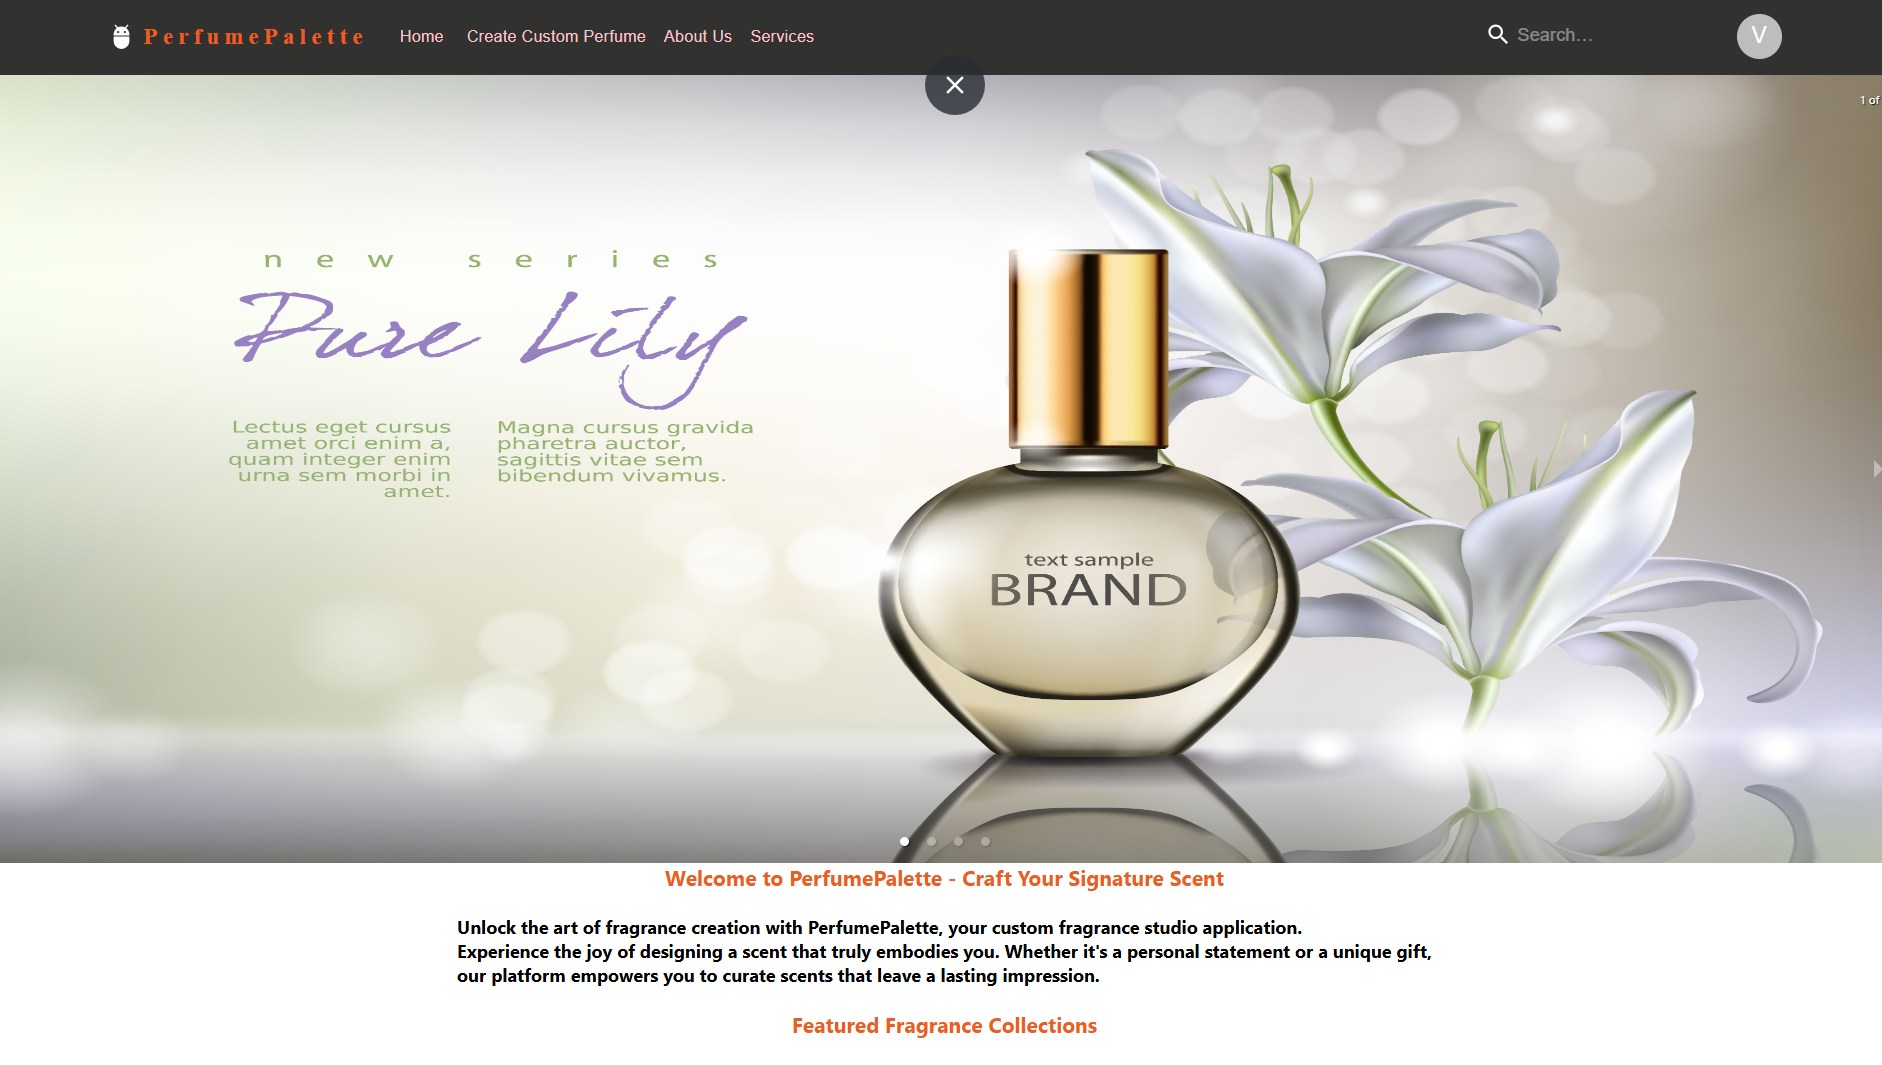 PerfumePalette
Home Create Custom Perfume About Us Services
Search...
V
1 of
new series
Pure Lily
Lectus eget cursus
amet orci enim a,
quam integer enim
urna sem morbi in
amet.
Magna cursus gravida
pharetra auctor,
sagittis vitae sem
bibendum vivamus.
text sample
BRAND
Welcome to PerfumePalette - Craft Your Signature Scent
Unlock the art of fragrance creation with PerfumePalette, your custom fragrance studio application.
Experience the joy of designing a scent that truly embodies you. Whether it's a personal statement or a unique gift,
our platform empowers you to curate scents that leave a lasting impression.
Featured Fragrance Collections